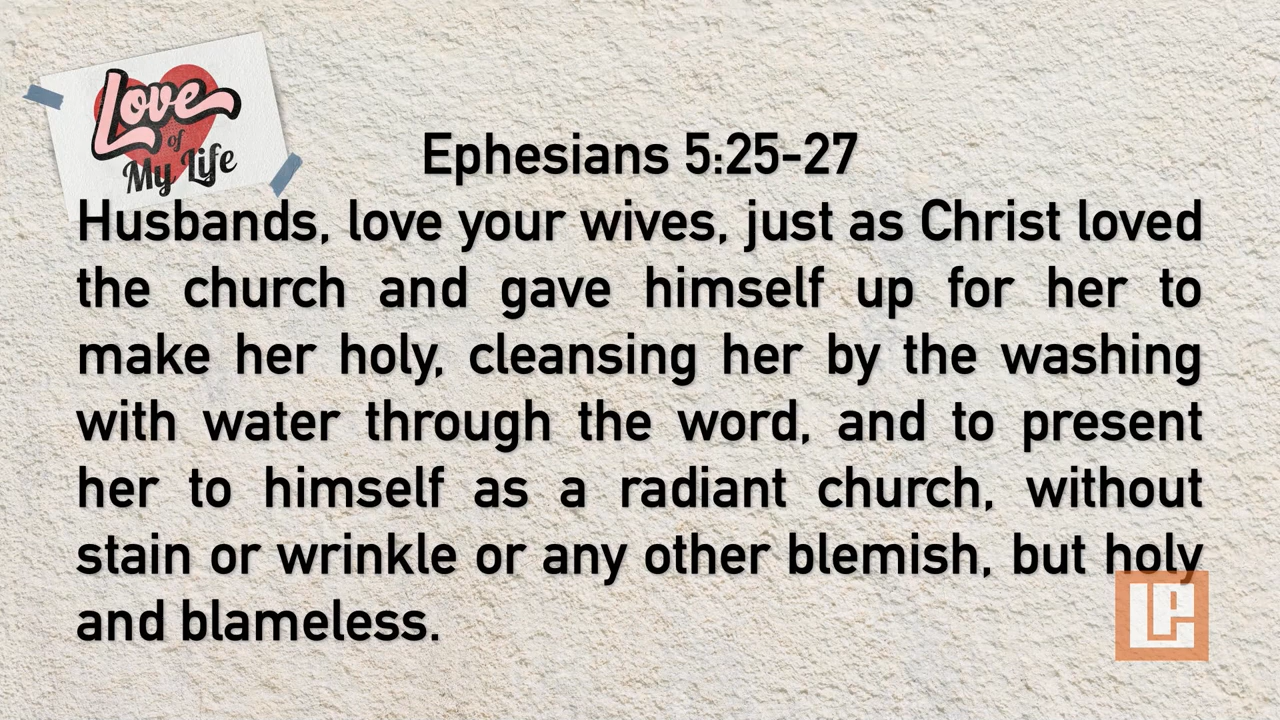 Love
of
My Life
Ephesians 5:25-27
Husbands, love your wives, just as Christ loved
the church and gave himself up for her to
make her holy, cleansing her by the washing
with water through the word, and to present
her to himself as a radiant church, without
stain or wrinkle or any other blemish, but holy
and blameless.
LPC